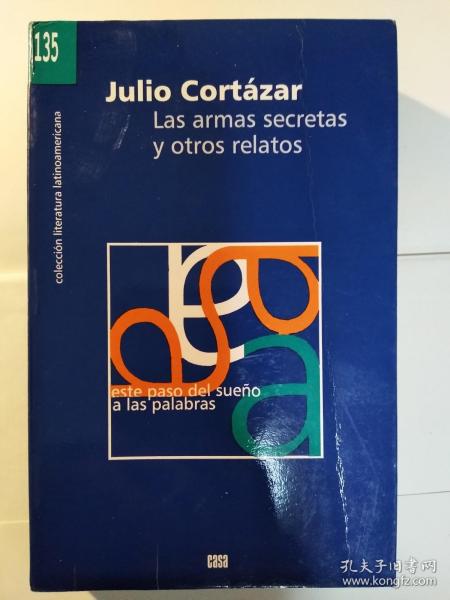 135
colección literatura latinoamericana
Julio Cortázar
Las armas secretas
y otros relatos
este paso del sueño
a las palabras
casa
孔夫子旧书网
www.kongfz.com